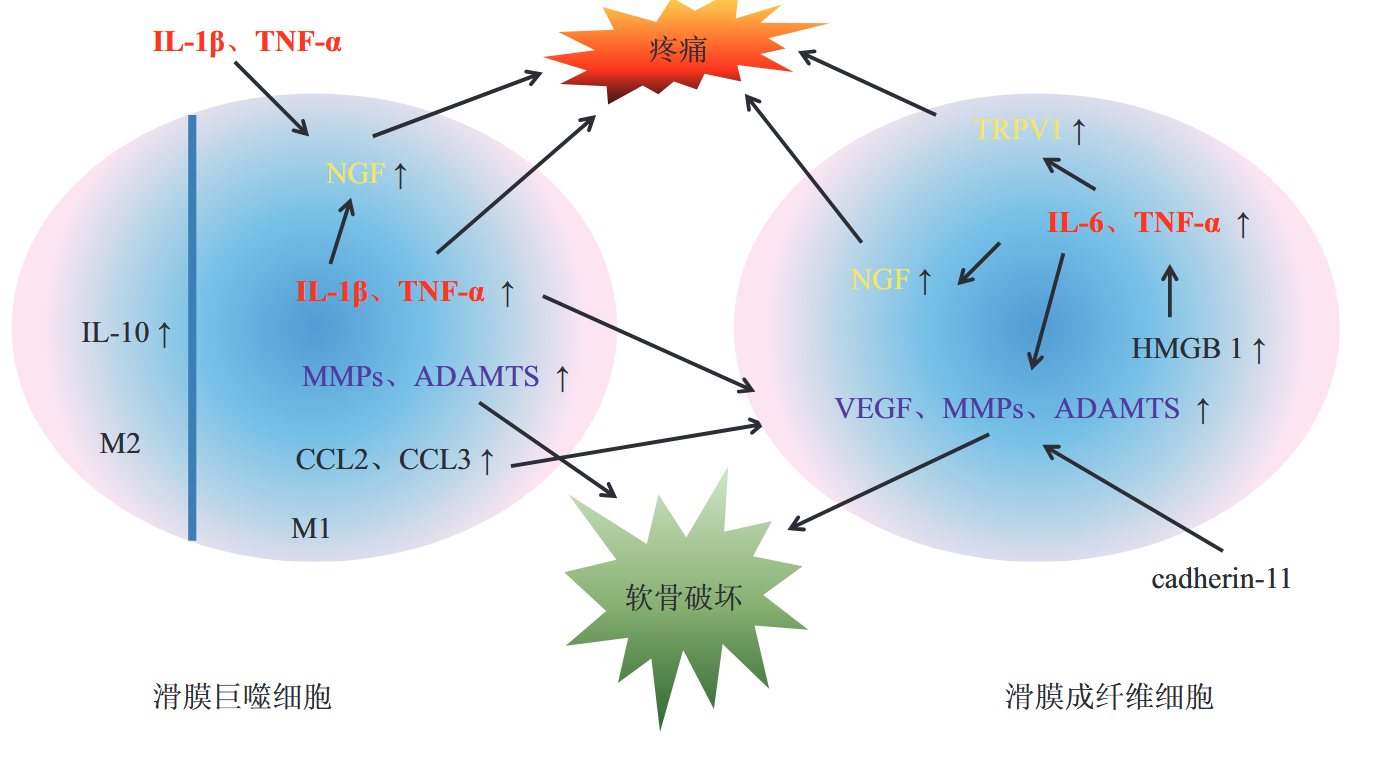 IL-1β、TNF-α
疼痛
TRPV1 ↑
NGF ↑
IL-6、TNF-α ↑
NGF ↑
IL-1β、TNF-α ↑
IL-10 ↑
HMGB 1 ↑
MMPs、ADAMTS ↑
VEGF、MMPs、ADAMTS ↑
M2
CCL2、CCL3 ↑
M1
cadherin-11
软骨破坏
滑膜巨噬细胞
滑膜成纤维细胞